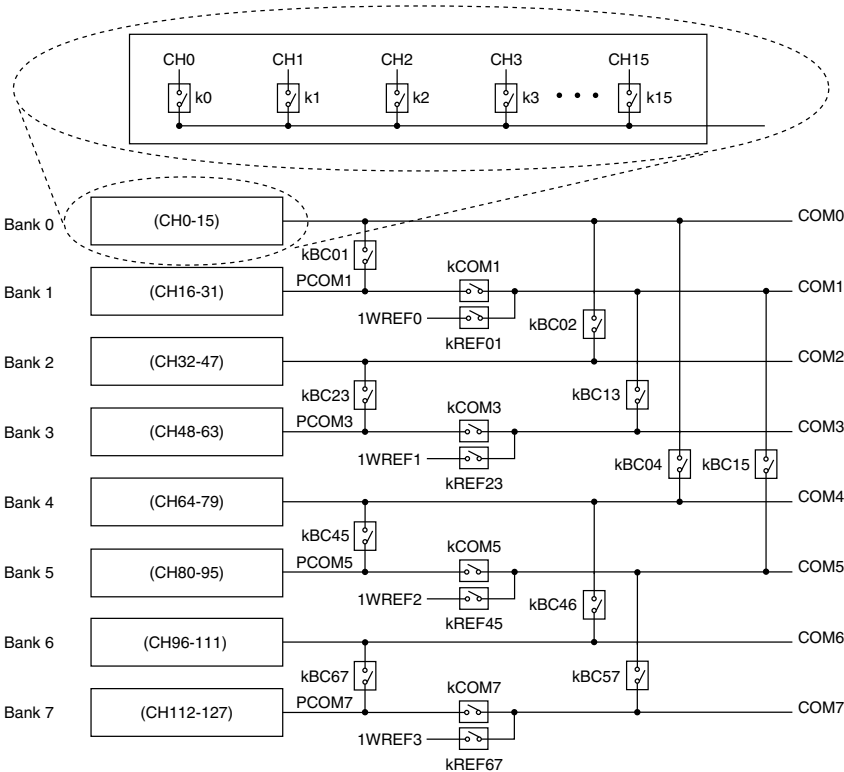 CH0 CH1 CH2 CH3 CH15
k0 k1 k2 k3 • • • k15
Bank 0 (CH0-15) COM0
kBC01
kCOM1
Bank 1 (CH16-31) PCOM1 COM1
1WREF0
kREF01
kBC02
Bank 2 (CH32-47) COM2
kBC23
kBC13
kCOM3
Bank 3 (CH48-63) PCOM3 COM3
1WREF1
kREF23
kBC04 kBC15
Bank 4 (CH64-79) COM4
kBC45
kCOM5
Bank 5 (CH80-95) PCOM5 COM5
1WREF2
kREF45
kBC46
Bank 6 (CH96-111) COM6
kBC67
kBC57
kCOM7
Bank 7 (CH112-127) PCOM7 COM7
1WREF3
kREF67